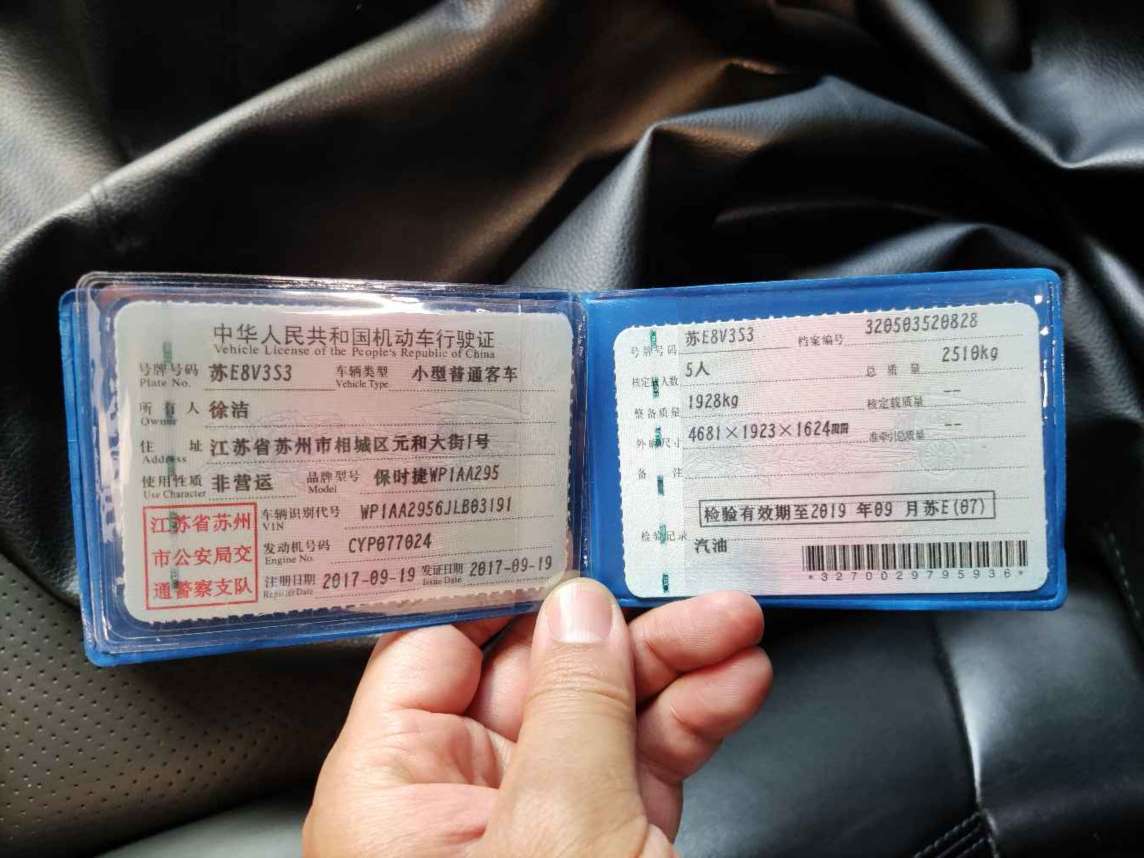 中华人民共和国机动车行驶证
Vehicle License of the People's Republic of China
号牌号码 Plate No. 苏E8V3S3 车辆类型 Vehicle Type 小型普通客车
所有人 Owner 徐洁
住址 Address 江苏省苏州市相城区元和大街1号
使用性质 Use Character 非营运 品牌型号 Model 保时捷WP1AA295
车辆识别代号 VIN WP1AA2956JLB03191
发动机号码 Engine No. CYP077024
注册日期 Register Date 2017-09-19 发证日期 Issue Date 2017-09-19
江苏省苏州
市公安局交
通警察支队
号牌号码 苏E8V3S3 档案编号 320503520828
核定载人数 5人 总质量 2510kg
整备质量 1928kg 核定载质量 --
外廓尺寸 4681×1923×1624mm 准牵引总质量 --
备注
检验有效期至2019 年09 月苏E(07)
检验记录
汽油
*3270029795936*